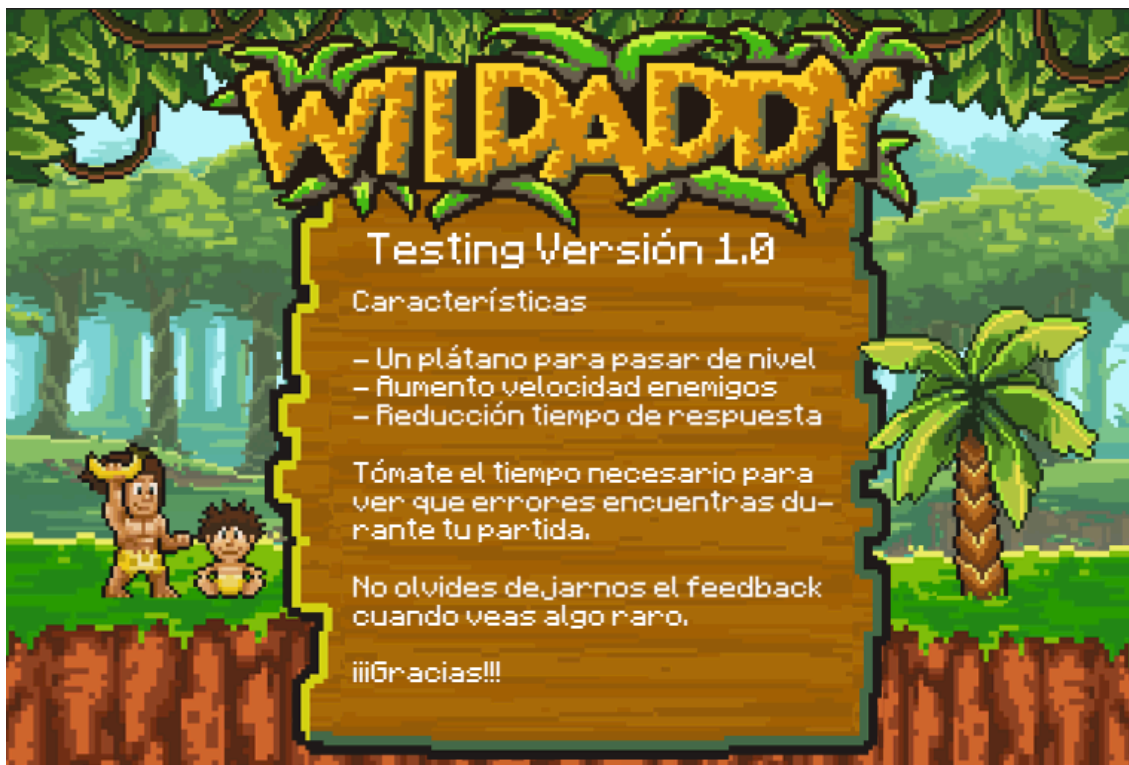 WILDADDY
Testing Versión 1.0
Características
- Un plátano para pasar de nivel
- Aumento velocidad enemigos
- Reducción tiempo de respuesta
Tómate el tiempo necesario para
ver que errores encuentras du-
rante tu partida.
No olvides dejarnos el feedback
cuando veas algo raro.
¡¡¡Gracias!!!